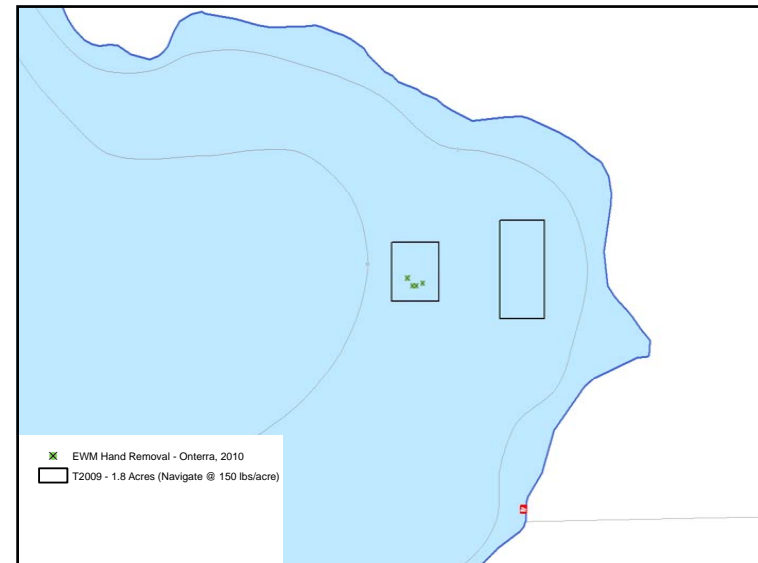 EWM Hand Removal - Onterra, 2010
T2009 - 1.8 Acres (Navigate @ 150 lbs/acre)